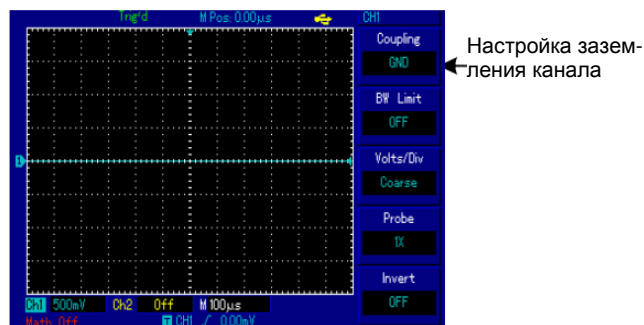 Trig'd M Pos: 0.00μs CH1
Coupling
GND
Настройка зазем-
ления канала
BW Limit
OFF
Volts/Div
Coarse
Probe
1X
Invert
OFF
1
Ch1 500mV Ch2 Off M 100μs
Math Off T CH1 / 0.00mV